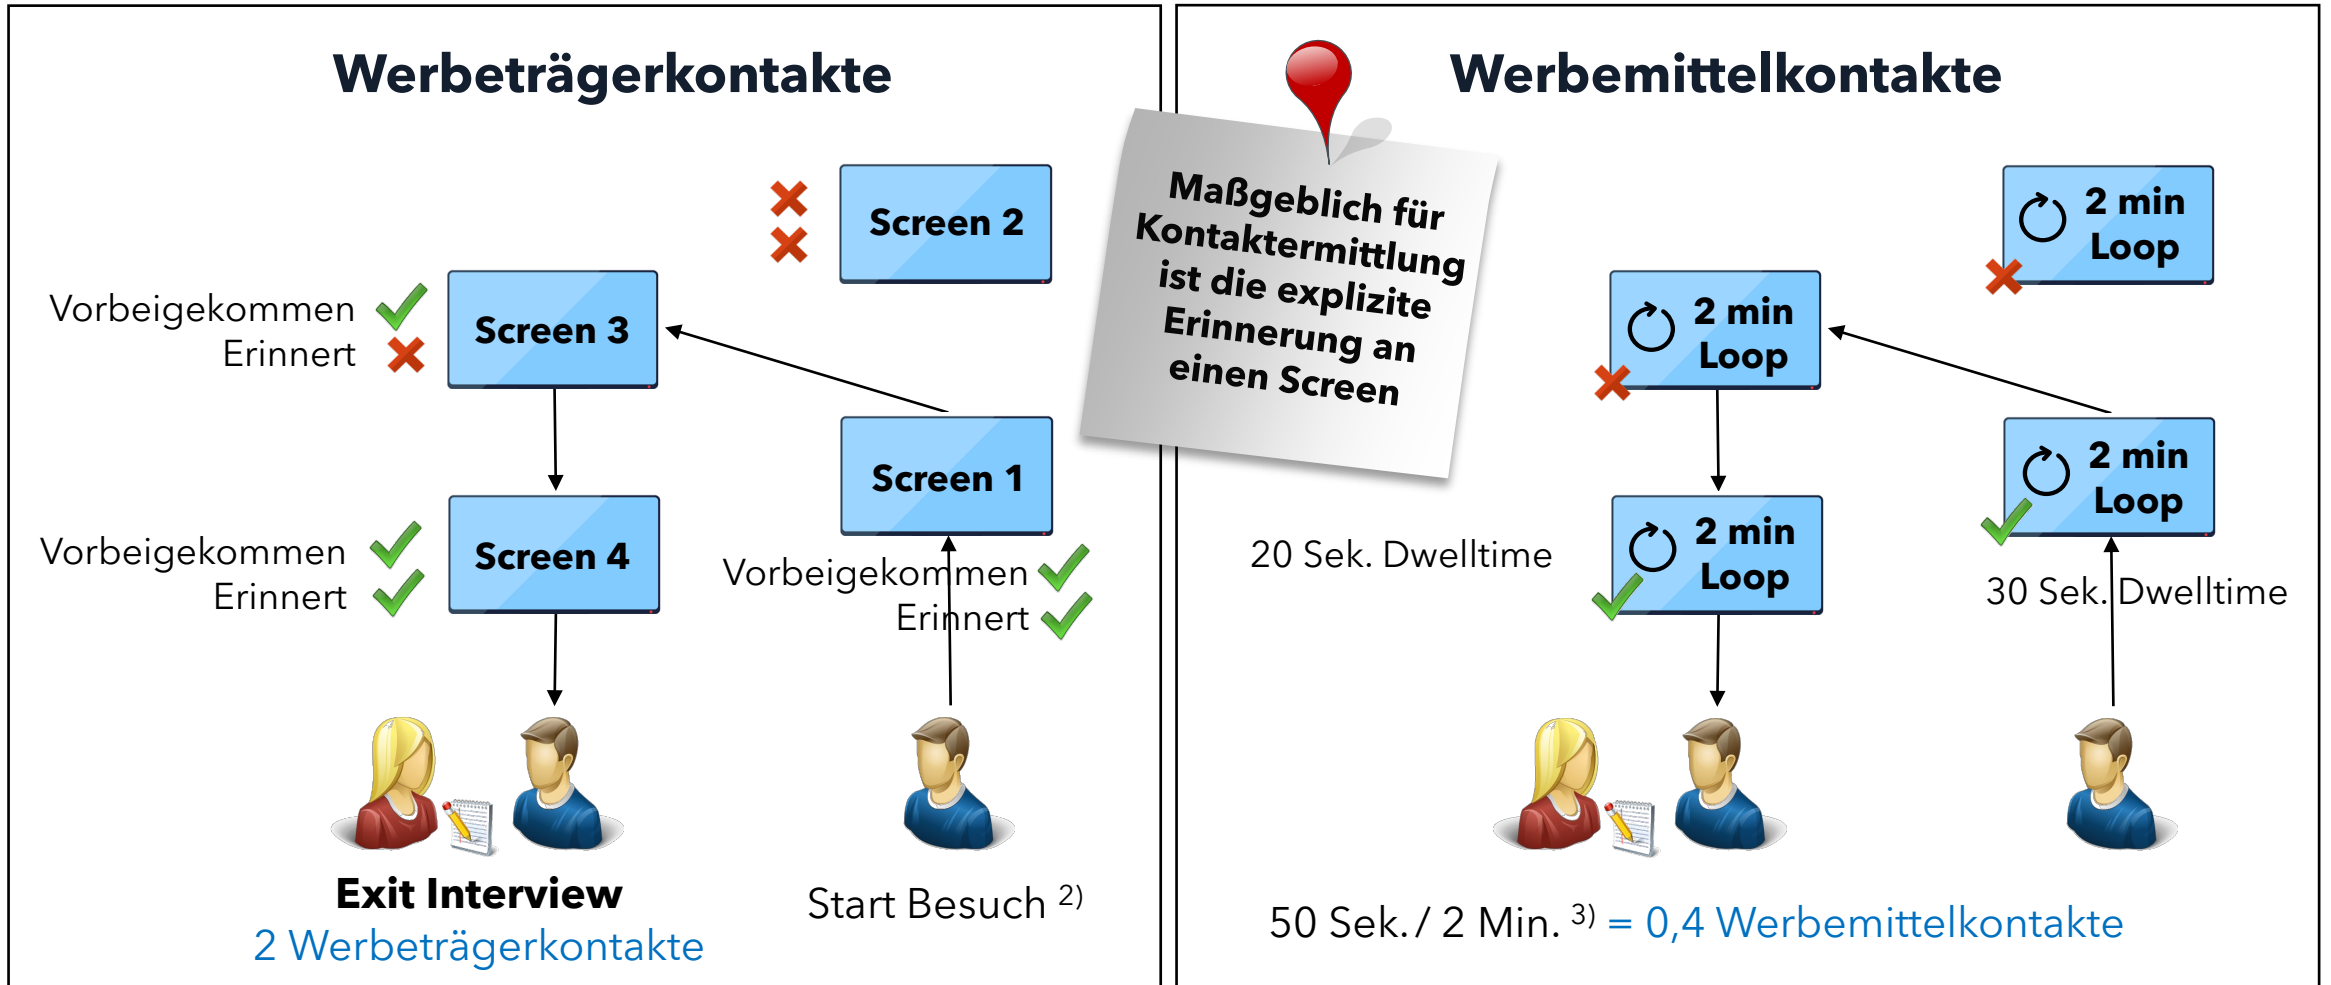 Werbeträgerkontakte
Screen 2
Vorbeigekommen
Erinnert
Screen 3
Screen 1
Vorbeigekommen
Erinnert
Screen 4
Vorbeigekommen
Erinnert
Exit Interview
2 Werbeträgerkontakte
Start Besuch 2)
Maßgeblich für
Kontaktermittlung
ist die explizite
Erinnerung an
einen Screen
Werbemittelkontakte
2 min
Loop
2 min
Loop
2 min
Loop
20 Sek. Dwelltime
2 min
Loop
30 Sek. Dwelltime
50 Sek. / 2 Min. 3) = 0,4 Werbemittelkontakte